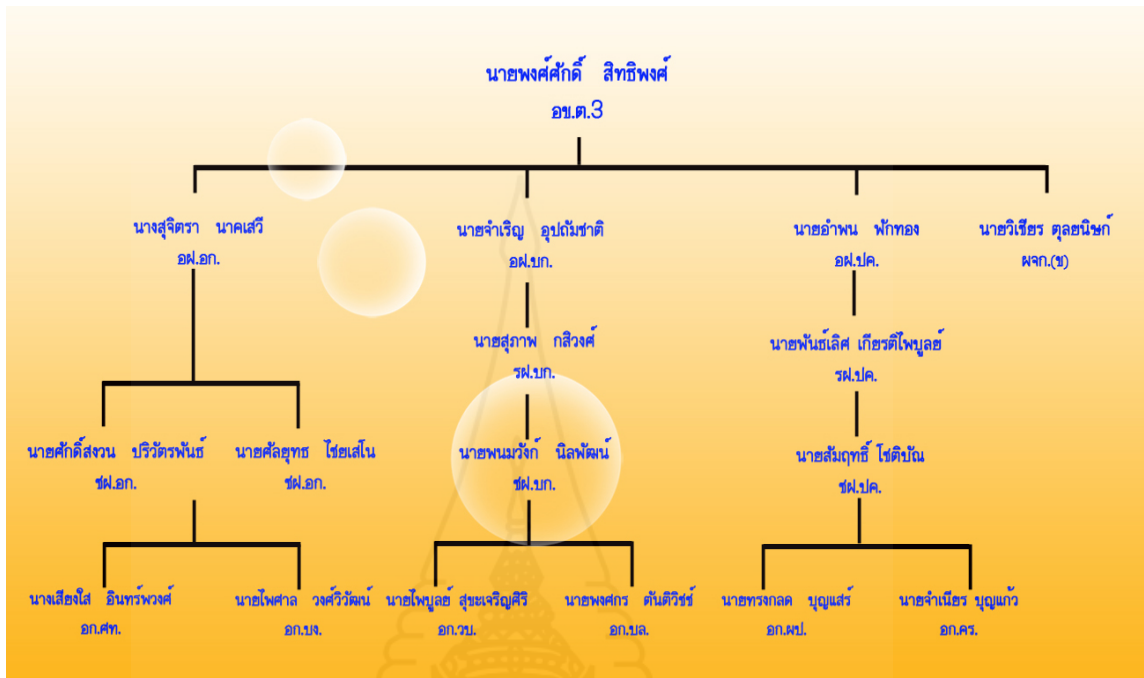 นายพงศ์ศักดิ์ สิทธิพงศ์
อข.ต.3
นางสุจิตรา นาคเสวี
อฝ.อก.
นายจำเริญ อุปถัมชาติ
อฝ.บก.
นายอำพน ฟักทอง
อฝ.ปค.
นายวิเชียร ตุลยนิษก์
ผจก.(ข)
นายสุภาพ กสิวงศ์
รฝ.บก.
นายพันธ์เลิศ เกียรติไพบูลย์
รฝ.ปค.
นายศักดิ์สงวน ปริวัตรพันธ์
ชฝ.อก.
นายศัลยุทธ ไชยเสโน
ชฝ.อก.
นายพนมวังก์ นิลพัฒน์
ชฝ.บก.
นายสัมฤทธิ์ โชติบัณ
ชฝ.ปค.
นางเสียงใส อินทร์พวงศ์
อก.ศท.
นายไพศาล วงศ์วิวัฒน์
อก.บง.
นายไพบูลย์ สุขะเจริญศิริ
อก.วบ.
นายพงศกร ตันติวิชช์
อก.บล.
นายทรงกลด บุญแสร์
อก.ผป.
นายจำเนียร บุญแก้ว
อก.คร.